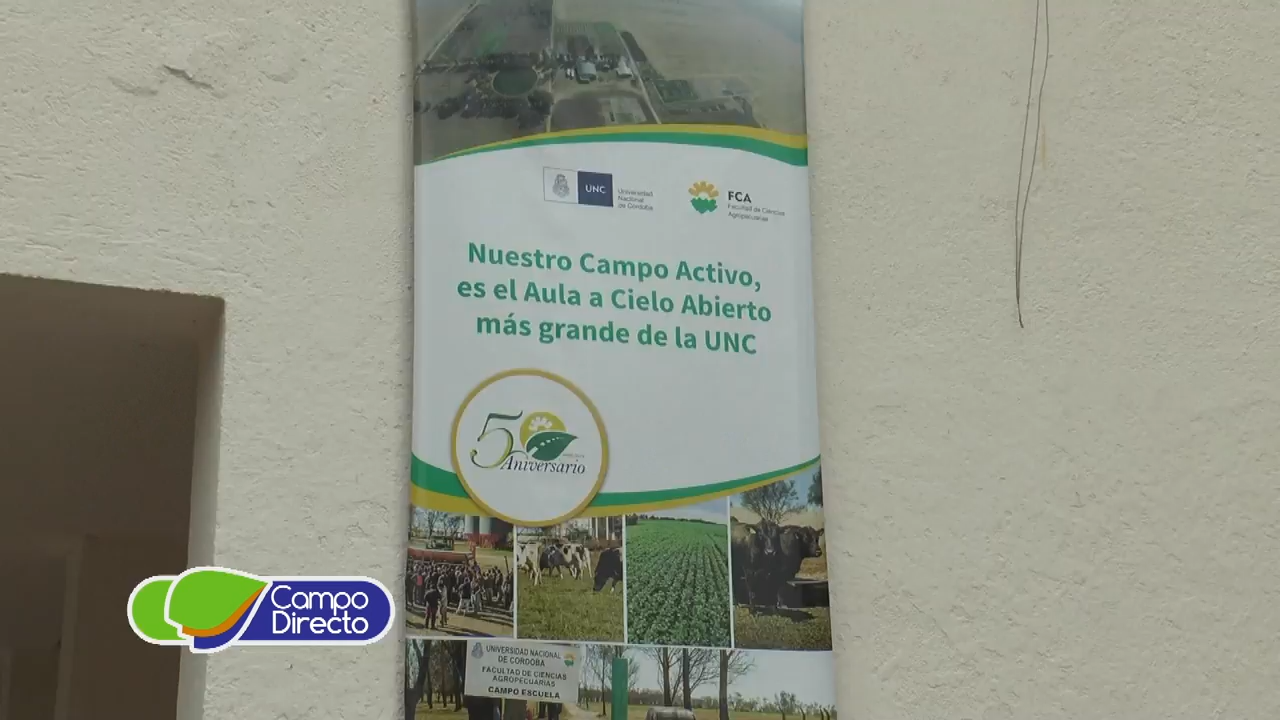 UNC
Universidad
Nacional
de Córdoba
FCA
Facultad de Ciencias
Agropecuarias
Nuestro Campo Activo,
es el Aula a Cielo Abierto
más grande de la UNC
50
Aniversario
Campo
Directo
UNIVERSIDAD NACIONAL
DE CORDOBA
FACULTAD DE CIENCIAS
AGROPECUARIAS
CAMPO ESCUELA